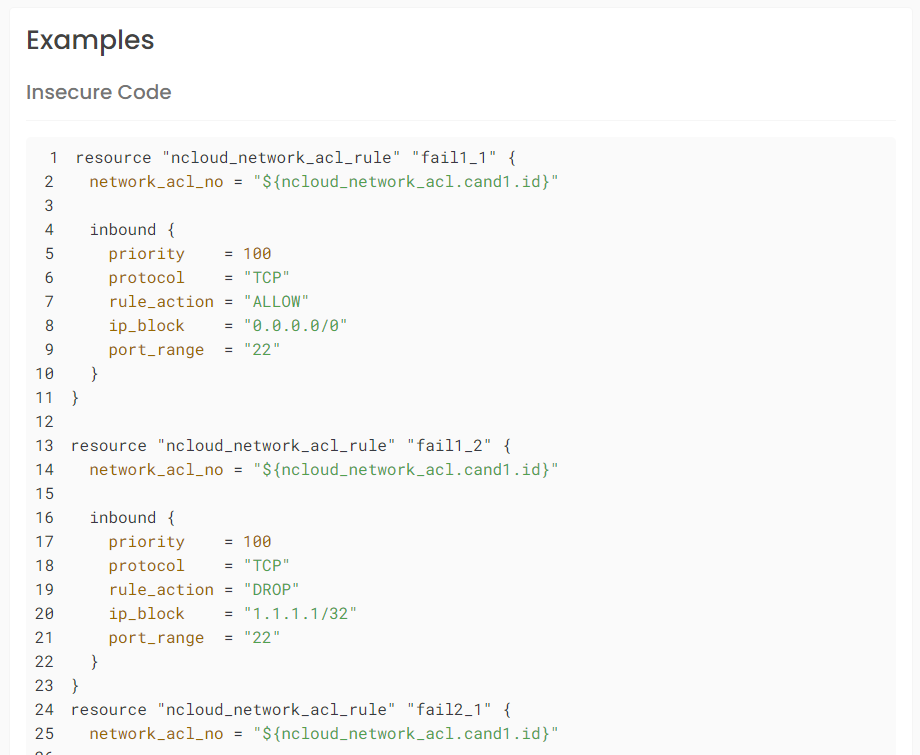 Examples
Insecure Code
1 resource "ncloud_network_acl_rule" "fail1_1" {
2   network_acl_no = "${ncloud_network_acl.cand1.id}"
3
4   inbound {
5     priority    = 100
6     protocol    = "TCP"
7     rule_action = "ALLOW"
8     ip_block    = "0.0.0.0/0"
9     port_range  = "22"
10   }
11 }
12
13 resource "ncloud_network_acl_rule" "fail1_2" {
14   network_acl_no = "${ncloud_network_acl.cand1.id}"
15
16   inbound {
17     priority    = 100
18     protocol    = "TCP"
19     rule_action = "DROP"
20     ip_block    = "1.1.1.1/32"
21     port_range  = "22"
22   }
23 }
24 resource "ncloud_network_acl_rule" "fail2_1" {
25   network_acl_no = "${ncloud_network_acl.cand1.id}"